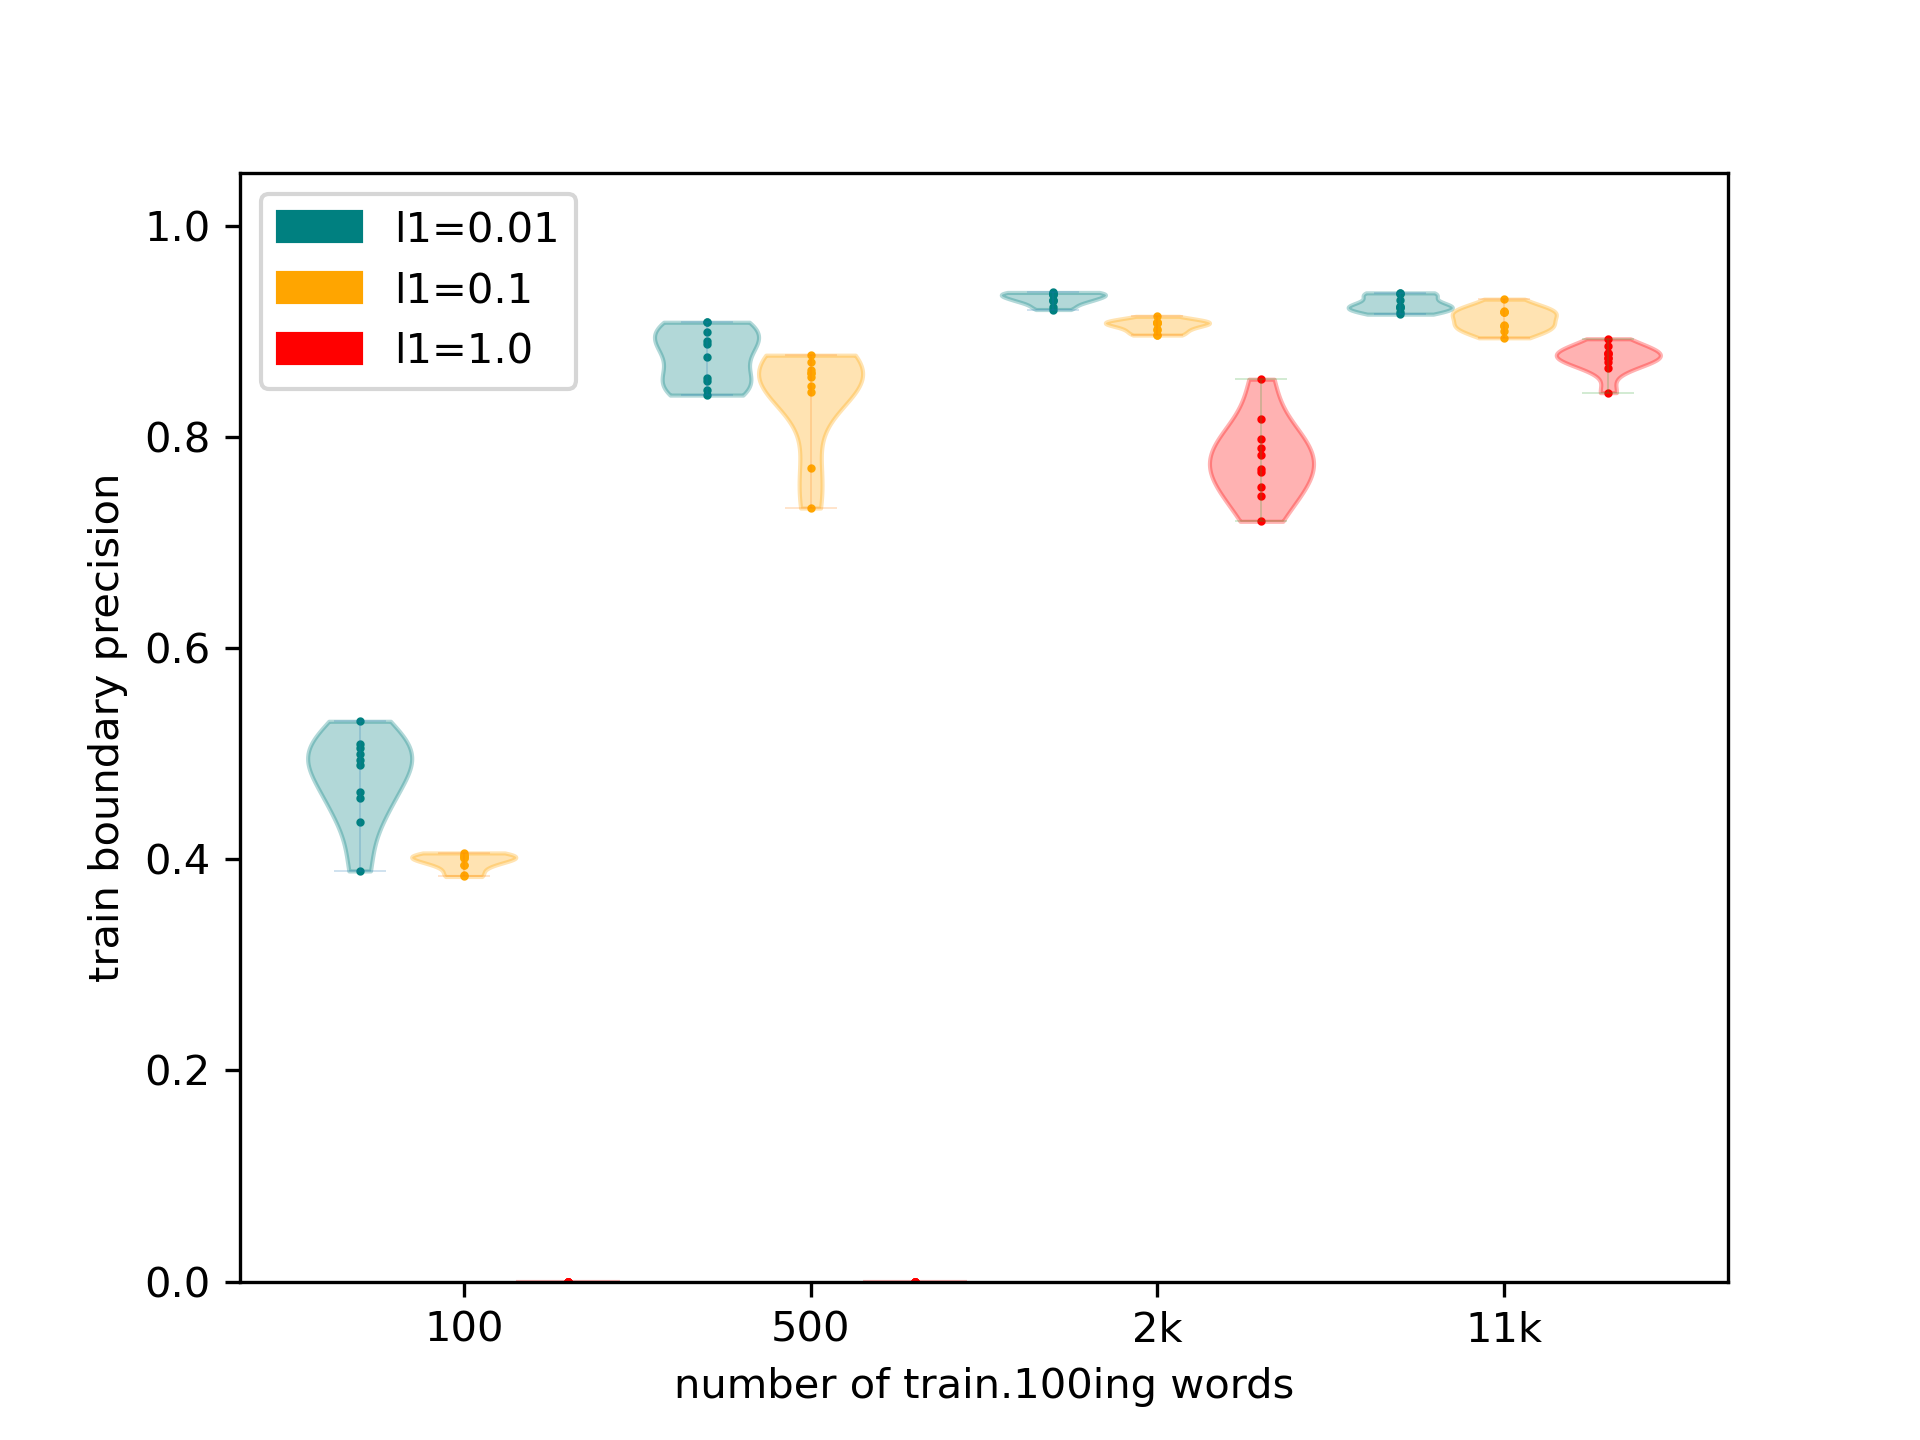 l1=0.01
l1=0.1
l1=1.0
1.0
0.8
0.6
0.4
0.2
0.0
train boundary precision
100 500 2k 11k
number of train.100ing words